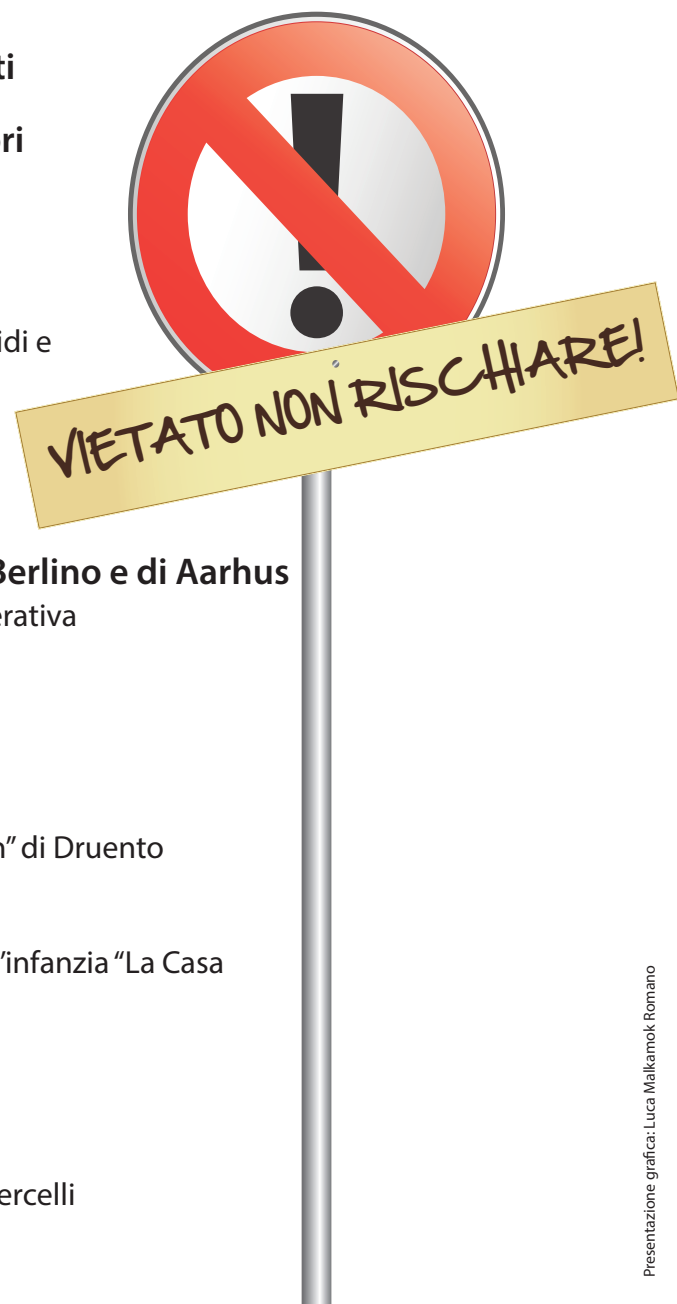 ti
ri
idi e
VIETATO NON RISCHIARE!
Berlino e di Aarhus
erativa
n” di Druento
l’infanzia “La Casa
ercelli
Presentazione grafica: Luca Malkamok Romano